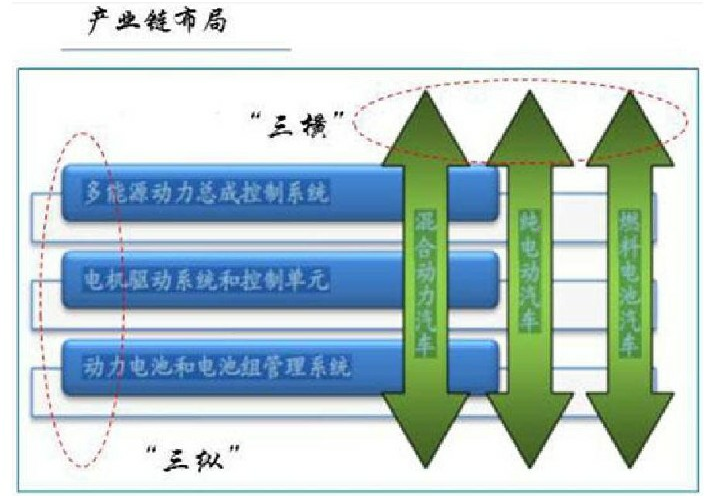 产业链布局
“三横”
多能源动力总成控制系统
电机驱动系统和控制单元
动力电池和电池组管理系统
混合动力汽车
纯电动汽车
燃料电池汽车
“三纵”